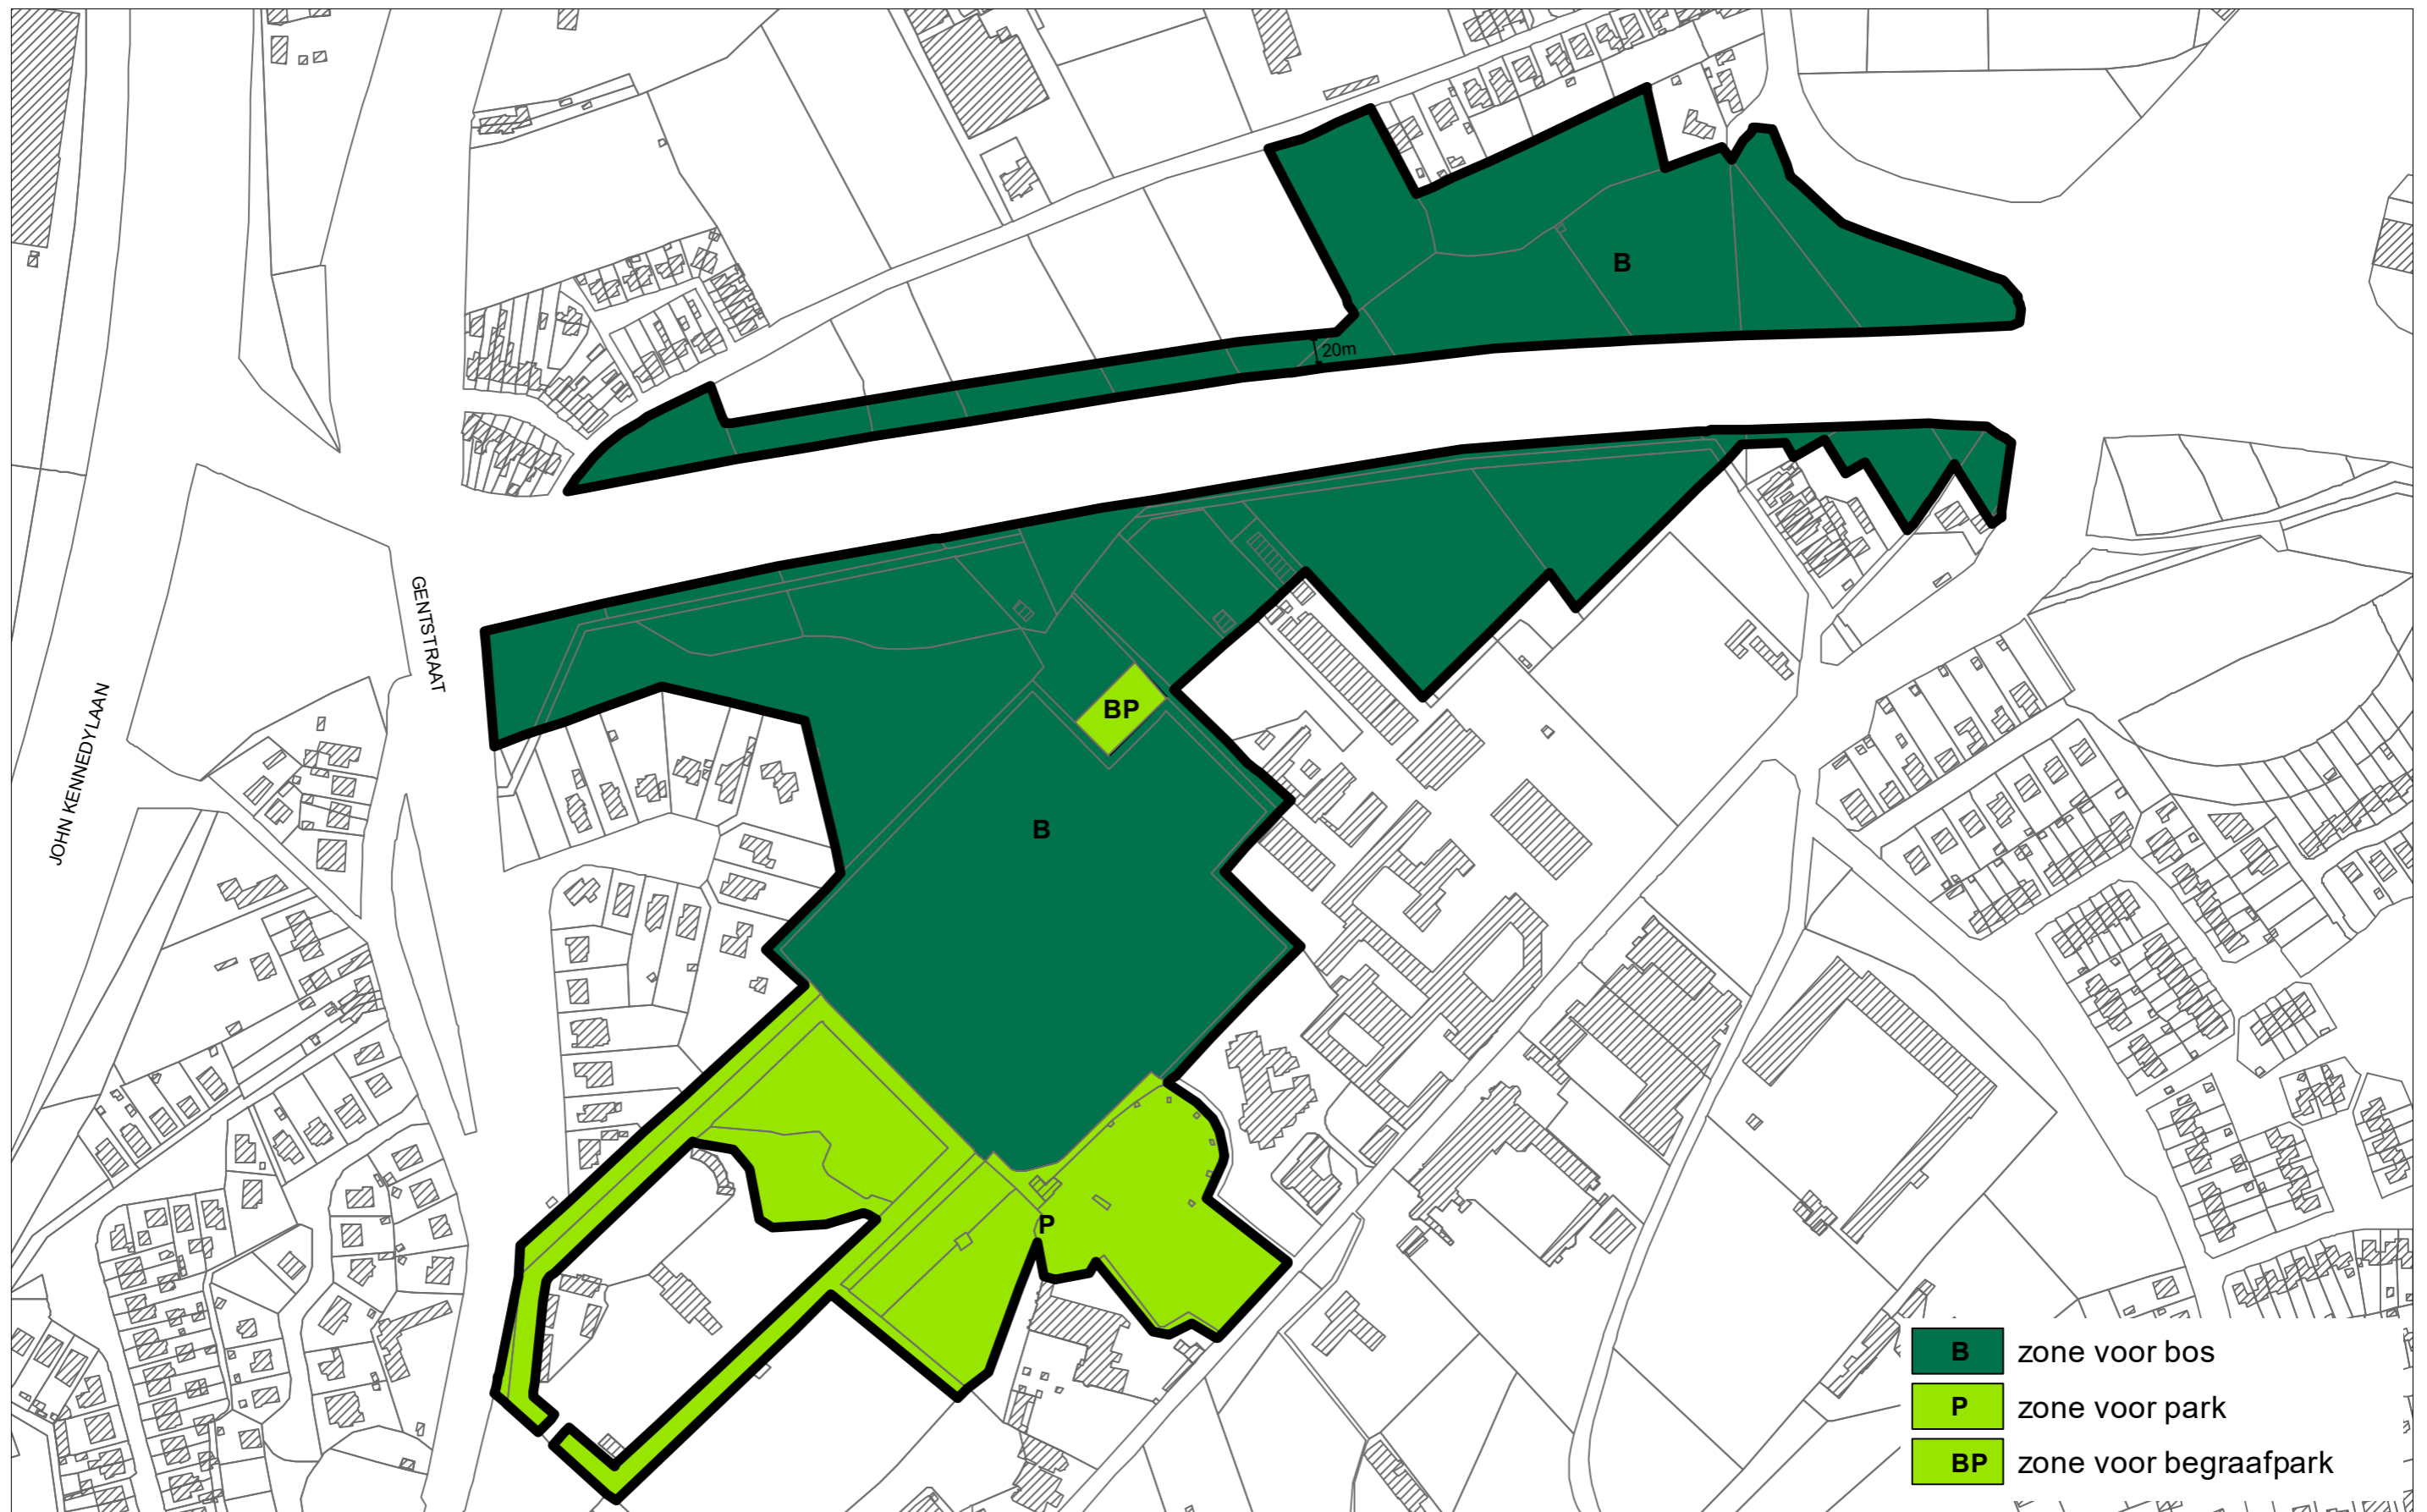 B
20m
GENTSTRAAT
JOHN KENNEDYLAAN
BP
B
P
B zone voor bos
P zone voor park
BP zone voor begraafpark